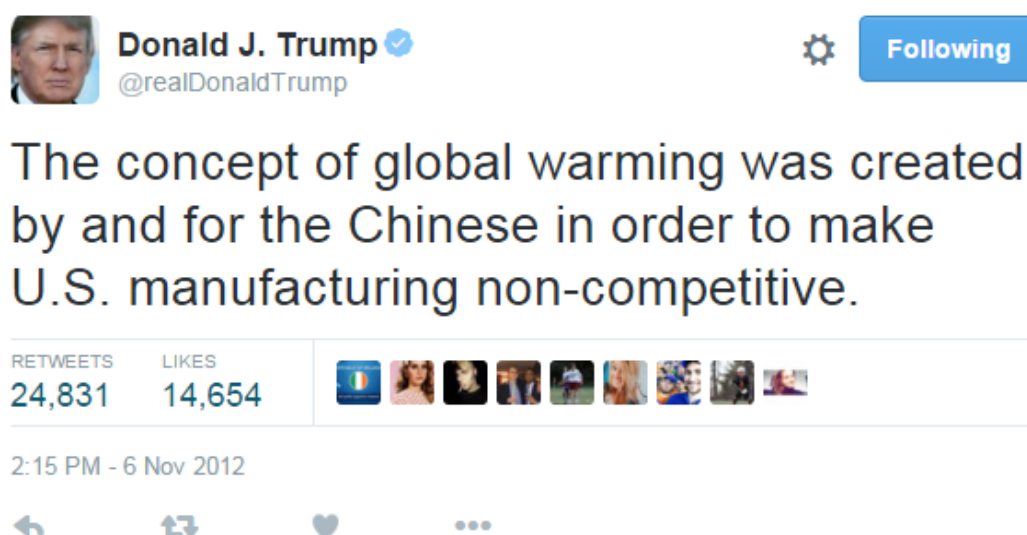 Donald J. Trump
@realDonaldTrump
Following
The concept of global warming was created
by and for the Chinese in order to make
U.S. manufacturing non-competitive.
RETWEETS LIKES
24,831 14,654
2:15 PM - 6 Nov 2012